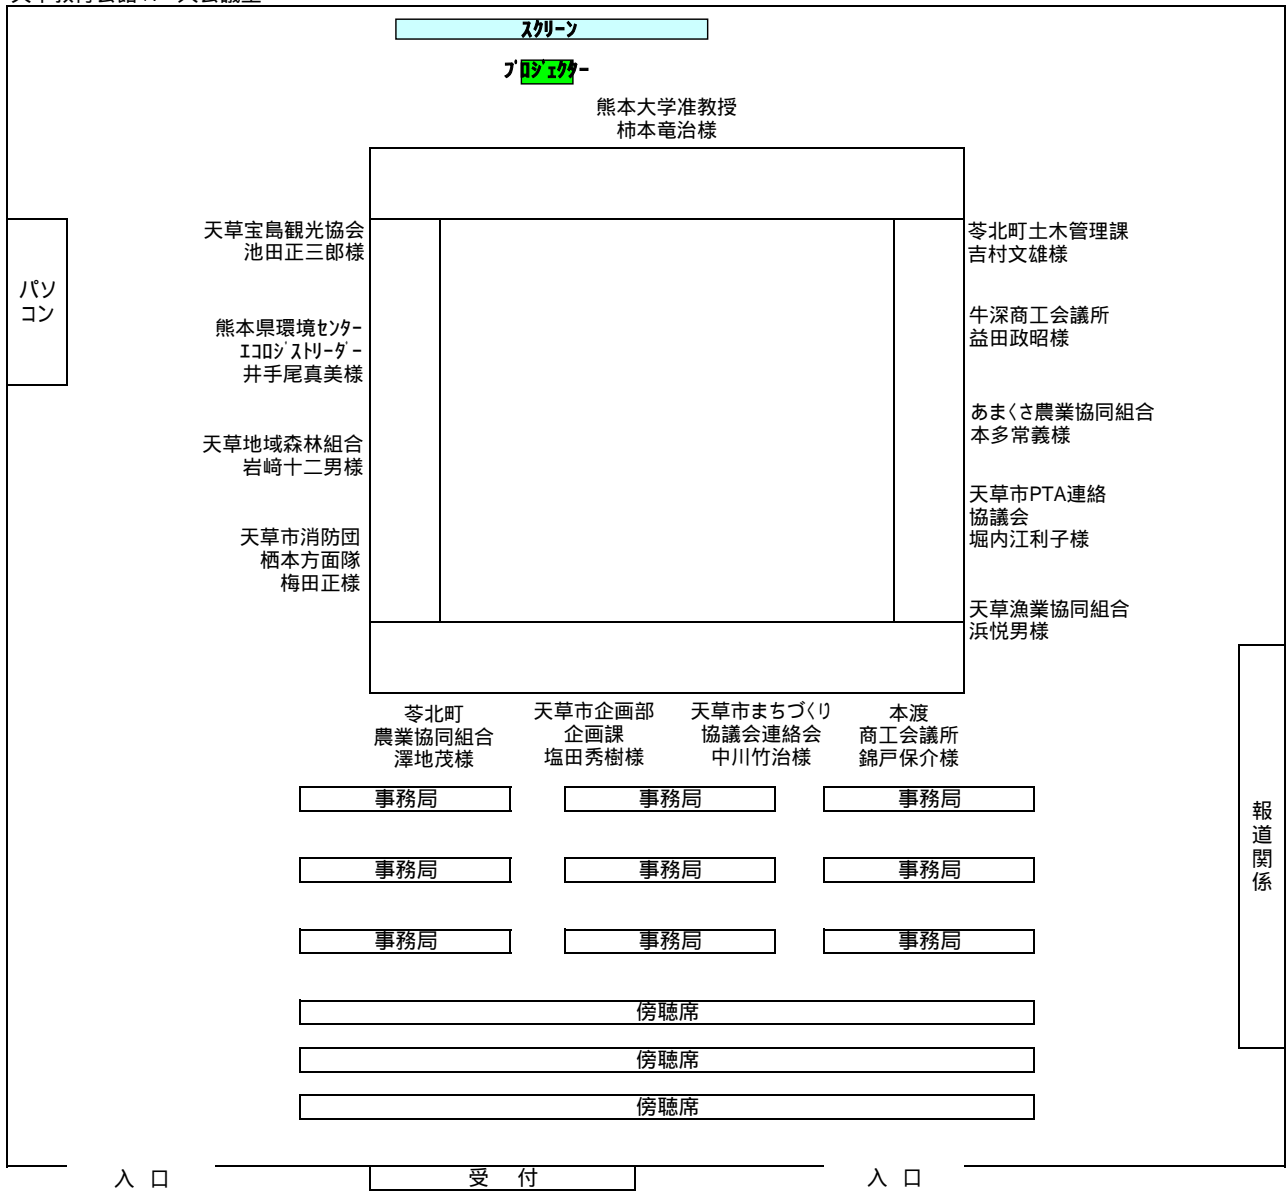 スクリーン
プロジェクター
熊本大学准教授
柿本竜治様
天草宝島観光協会
池田正三郎様
苓北町土木管理課
吉村文雄様
パソ
コン
熊本県環境センター
エコロジストリーダー
井手尾真美様
牛深商工会議所
益田政昭様
天草地域森林組合
岩﨑十二男様
あまくさ農業協同組合
本多常義様
天草市PTA連絡
協議会
堀内江利子様
天草市消防団
栖本方面隊
梅田正様
天草漁業協同組合
浜悦男様
苓北町
農業協同組合
澤地茂様
天草市企画部
企画課
塩田秀樹様
天草市まちづくり
協議会連絡会
中川竹治様
本渡
商工会議所
錦戸保介様
事務局
事務局
事務局
事務局
事務局
事務局
事務局
事務局
事務局
報道関係
傍聴席
傍聴席
傍聴席
入 口
受 付
入 口